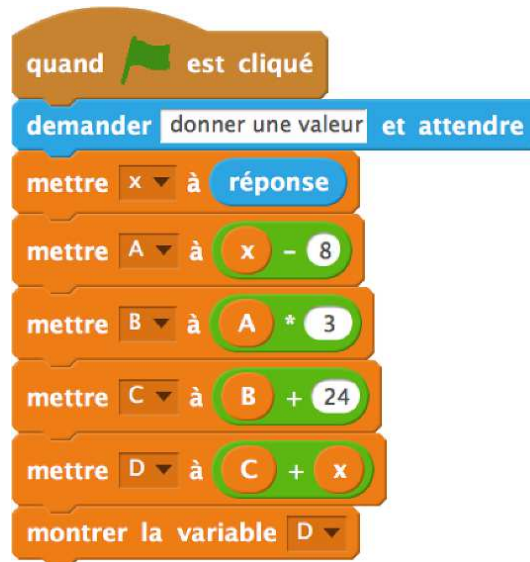 quand est cliqué
demander donner une valeur et attendre
mettre x à réponse
mettre A à x - 8
mettre B à A * 3
mettre C à B + 24
mettre D à C + x
montrer la variable D